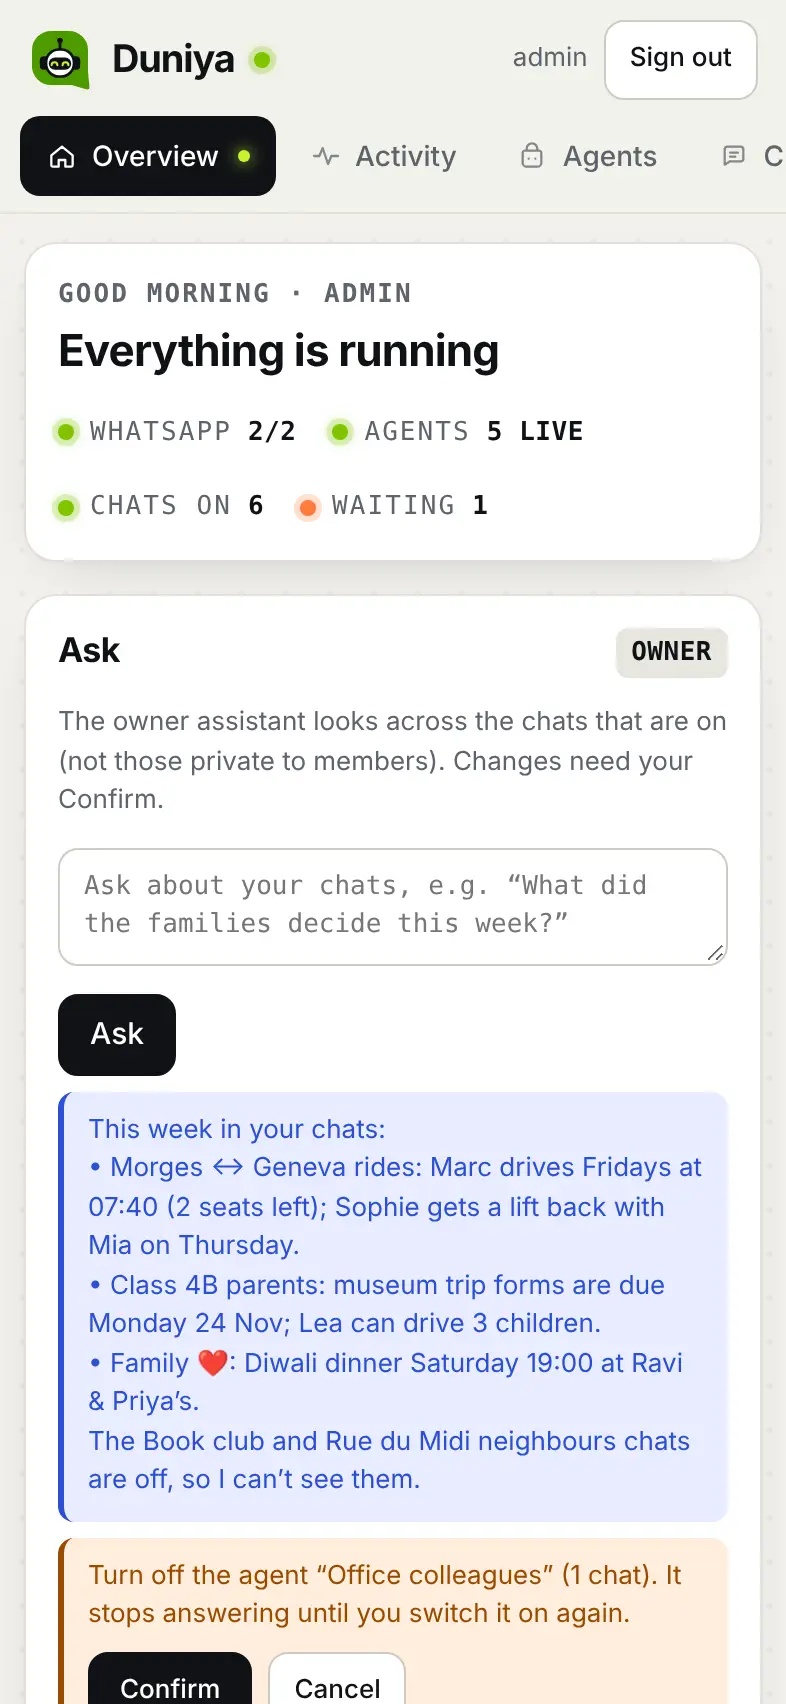 Duniya
admin
Sign out
Overview
Activity
Agents
C
GOOD MORNING · ADMIN
Everything is running
WHATSAPP 2/2
AGENTS 5 LIVE
CHATS ON 6
WAITING 1
Ask
OWNER
The owner assistant looks across the chats that are on
(not those private to members). Changes need your
Confirm.
Ask about your chats, e.g. “What did
the families decide this week?”
Ask
This week in your chats:
• Morges ↔ Geneva rides: Marc drives Fridays at
07:40 (2 seats left); Sophie gets a lift back with
Mia on Thursday.
• Class 4B parents: museum trip forms are due
Monday 24 Nov; Lea can drive 3 children.
• Family ❤️: Diwali dinner Saturday 19:00 at Ravi
& Priya’s.
The Book club and Rue du Midi neighbours chats
are off, so I can’t see them.
Turn off the agent “Office colleagues” (1 chat). It
stops answering until you switch it on again.
Confirm
Cancel